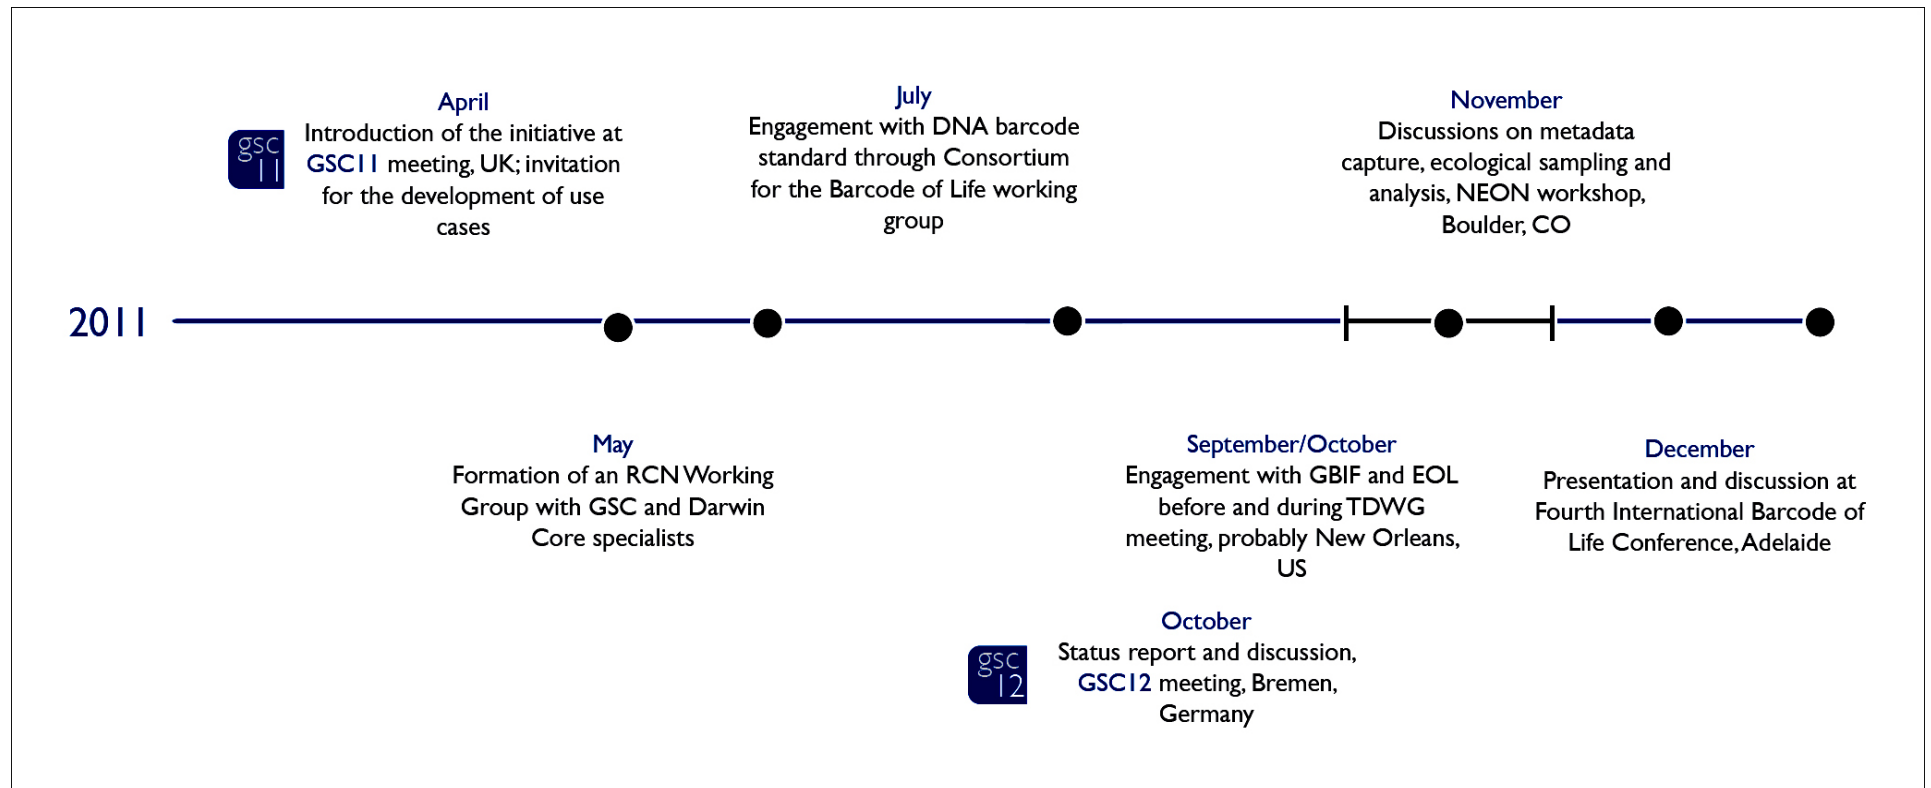 April
Introduction of the initiative at
GSC11 meeting, UK; invitation
for the development of use
cases
gsc
11
July
Engagement with DNA barcode
standard through Consortium
for the Barcode of Life working
group
November
Discussions on metadata
capture, ecological sampling and
analysis, NEON workshop,
Boulder, CO
2011
May
Formation of an RCN Working
Group with GSC and Darwin
Core specialists
September/October
Engagement with GBIF and EOL
before and during TDWG
meeting, probably New Orleans,
US
December
Presentation and discussion at
Fourth International Barcode of
Life Conference, Adelaide
October
Status report and discussion,
GSC12 meeting, Bremen,
Germany
gsc
12